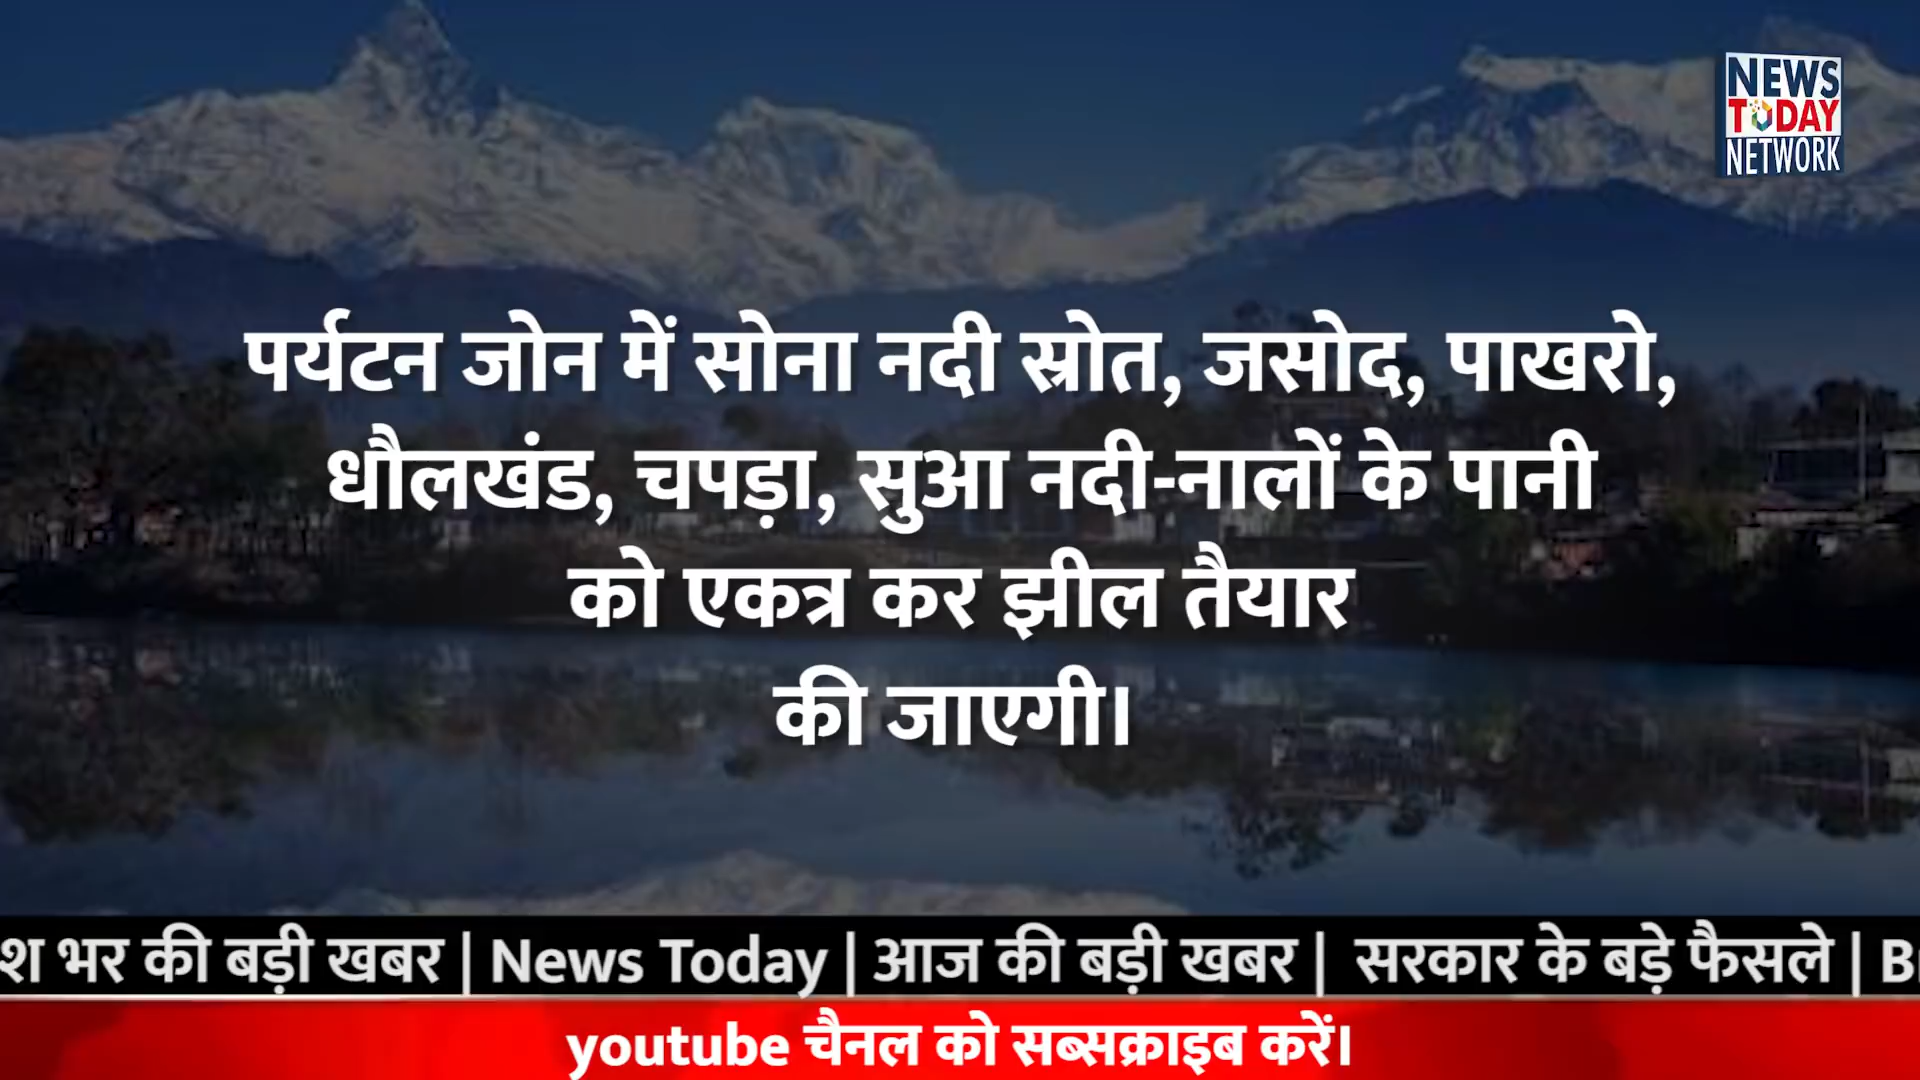 NEWS
TODAY
NETWORK
पर्यटन जोन में सोना नदी स्रोत, जसोद, पाखरो,
धौलखंड, चपड़ा, सुआ नदी-नालों के पानी
को एकत्र कर झील तैयार
की जाएगी।
श भर की बड़ी खबर | News Today | आज की बड़ी खबर | सरकार के बड़े फैसले |
youtube चैनल को सब्सक्राइब करें।